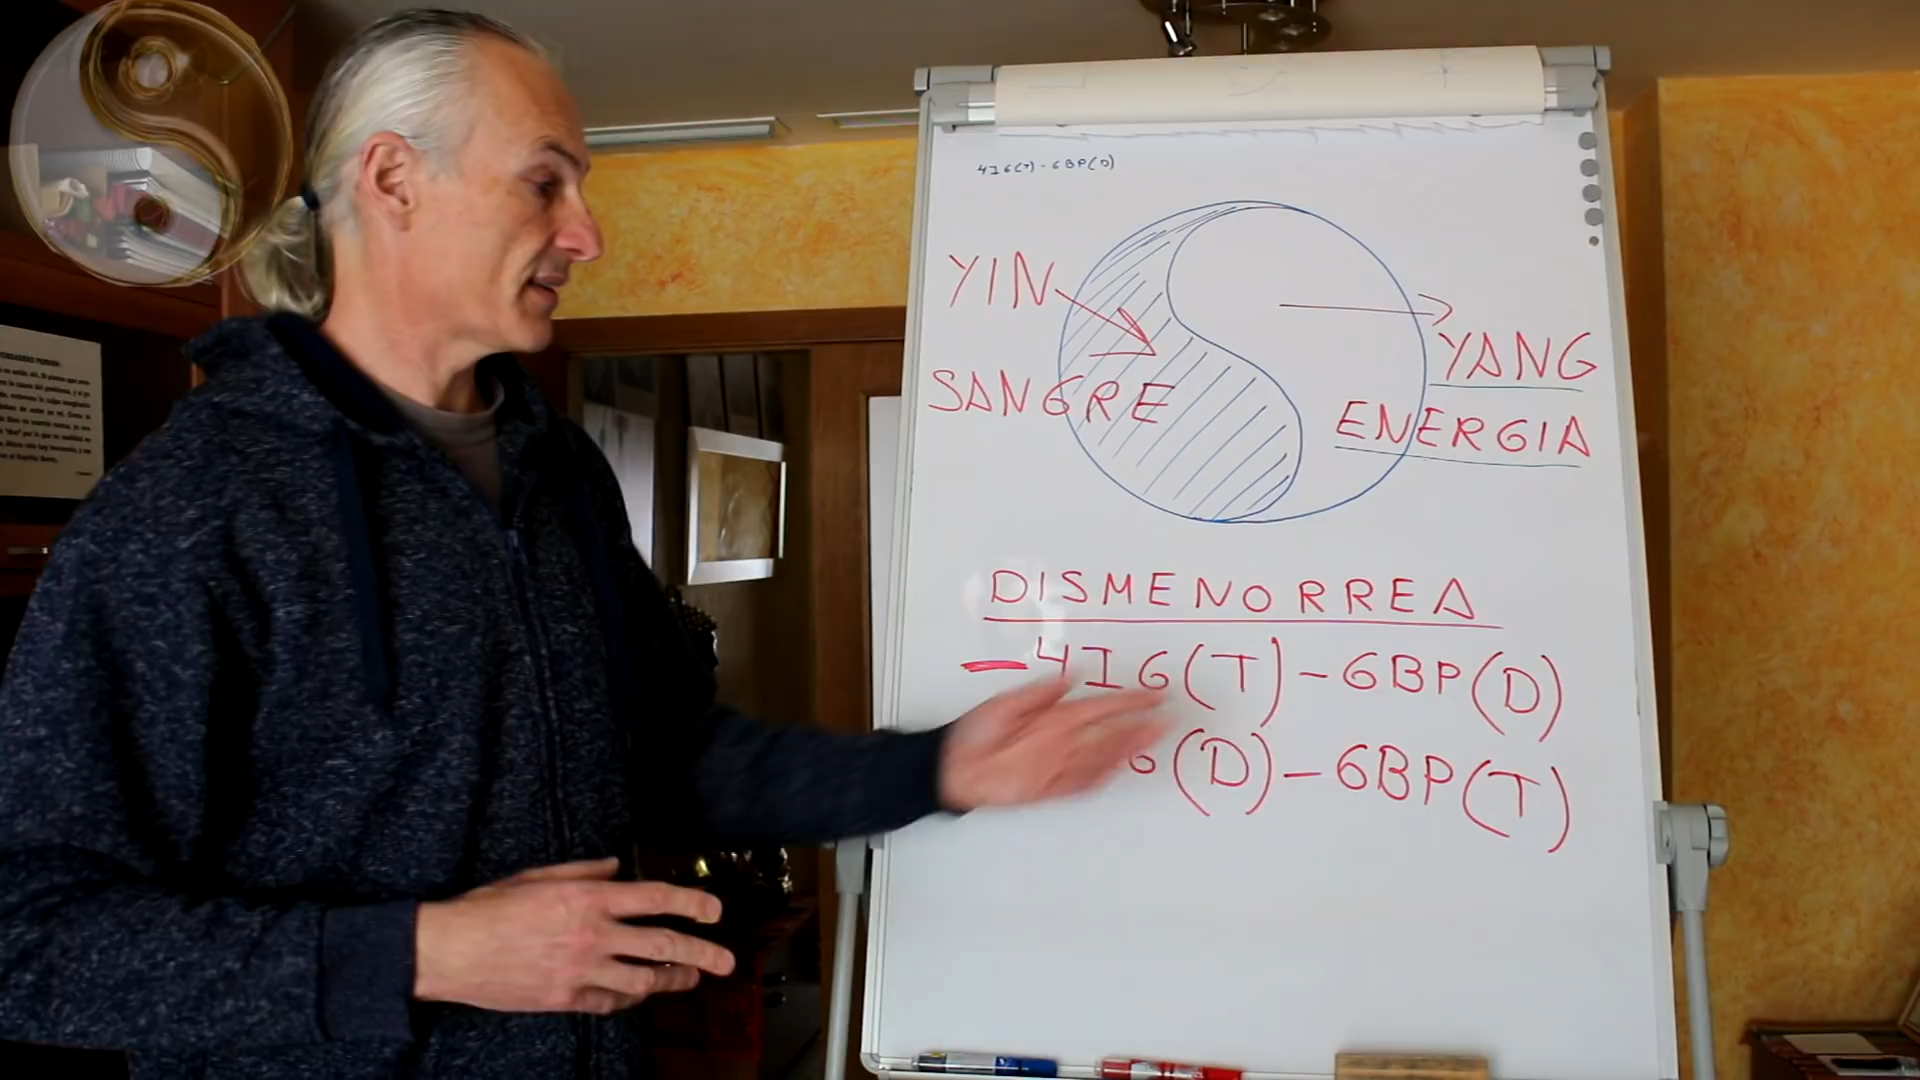 4IG(T) - 6BP(D)
YIN
SANGRE
YANG
ENERGIA
DISMENORREA
- 4IG(T) - 6BP(D)
G(D) - 6BP(T)